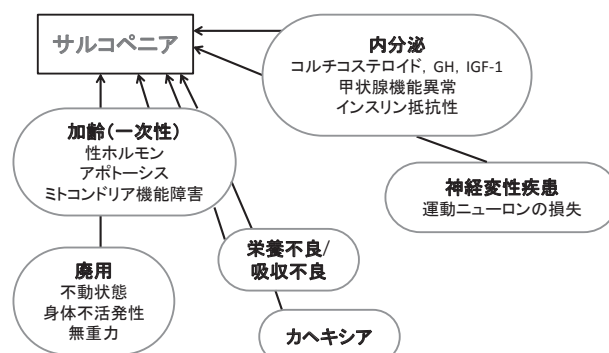 サルコペニア
内分泌
コルチコステロイド, GH, IGF-1
甲状腺機能異常
インスリン抵抗性
加齢(一次性)
性ホルモン
アポトーシス
ミトコンドリア機能障害
神経変性疾患
運動ニューロンの損失
栄養不良/
吸収不良
廃用
不動状態
身体不活発性
無重力
カヘキシア